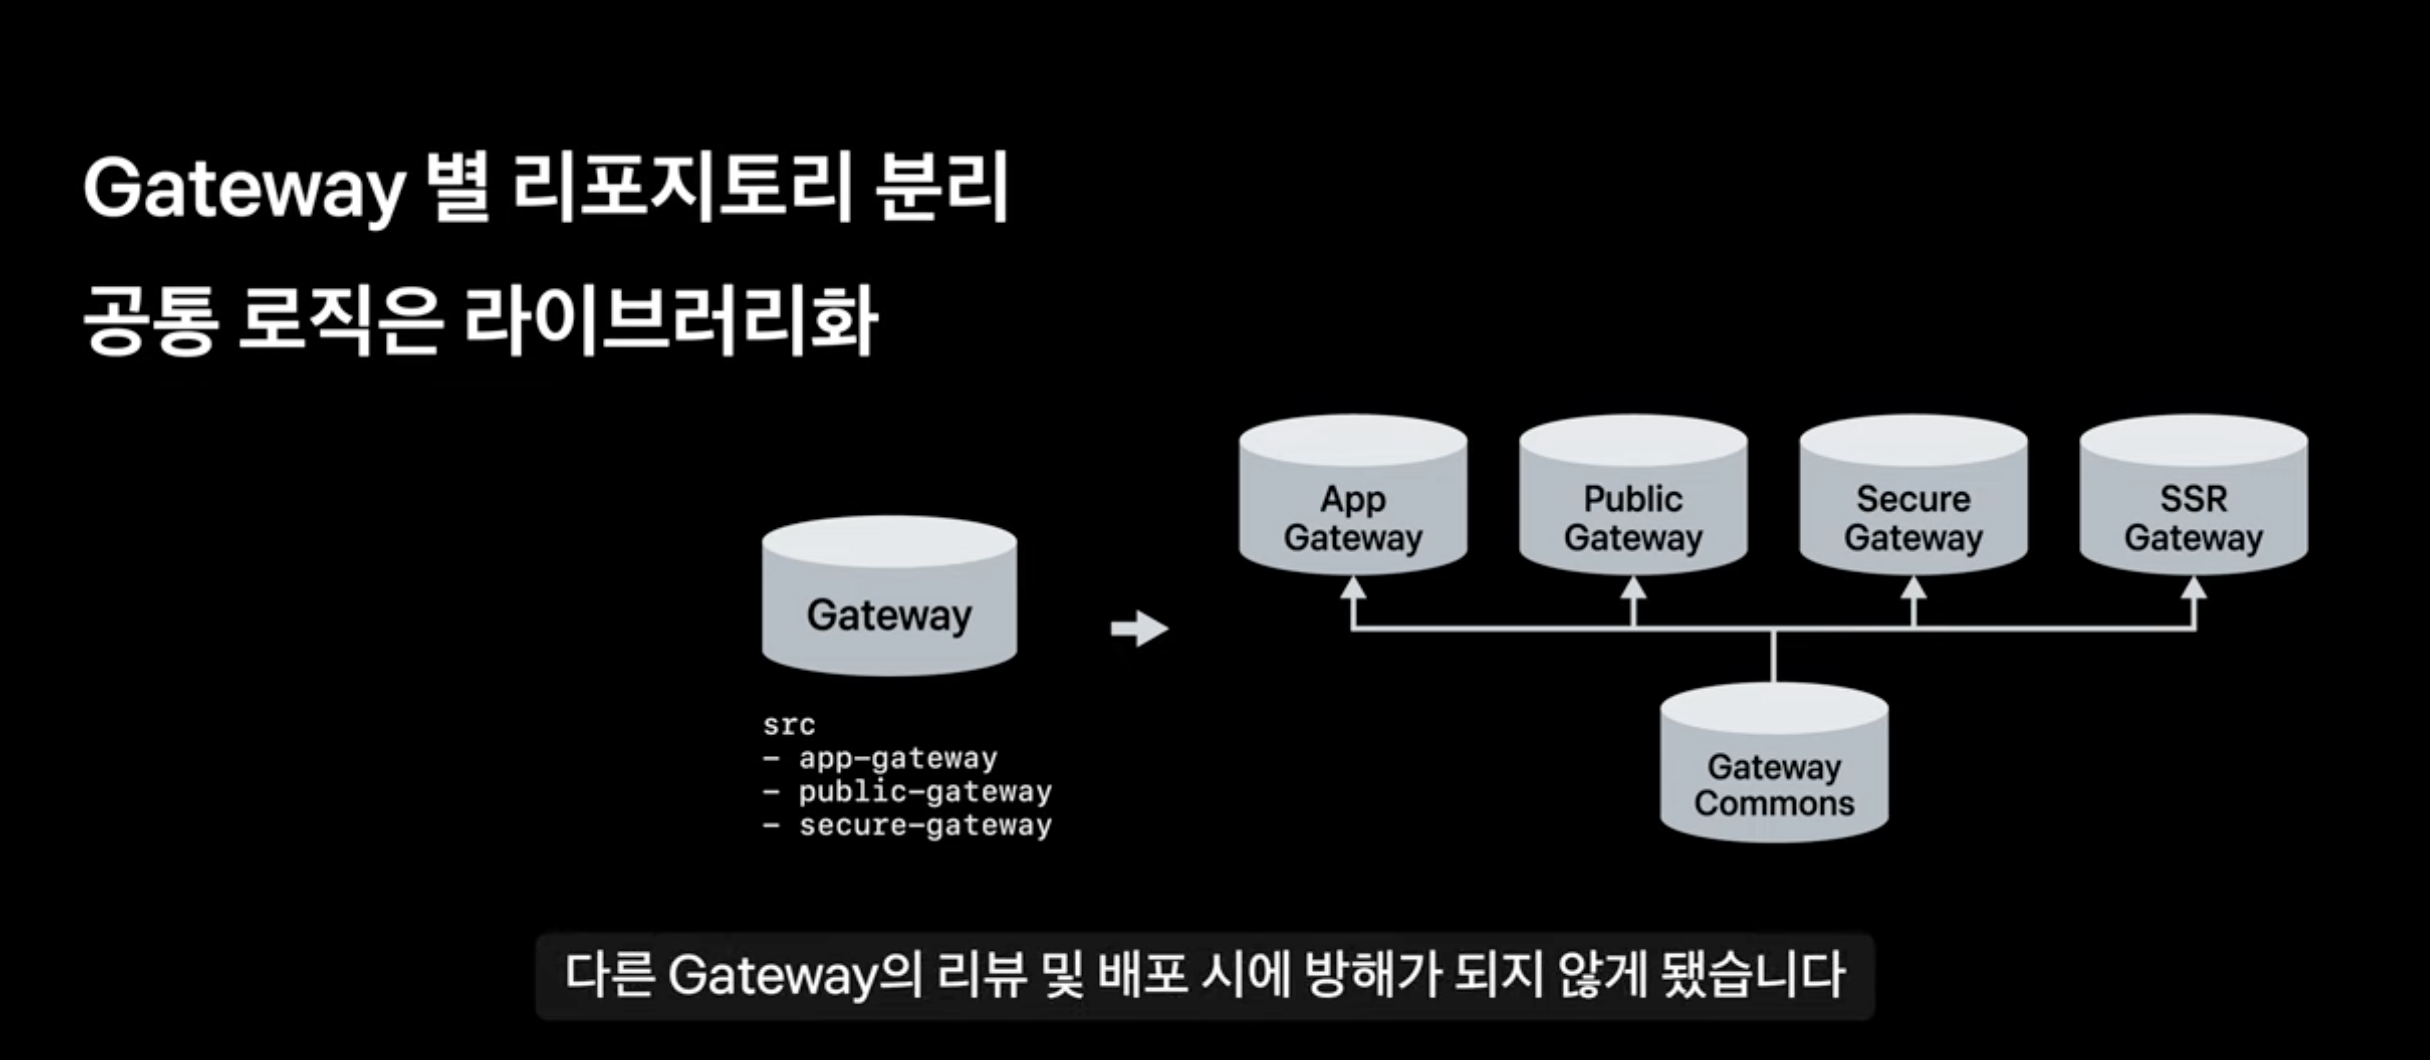 Gateway 별 리포지토리 분리
공통 로직은 라이브러리화
Gateway
src
- app-gateway
- public-gateway
- secure-gateway
App
Gateway
Public
Gateway
Secure
Gateway
SSR
Gateway
Gateway
Commons
다른 Gateway의 리뷰 및 배포 시에 방해가 되지 않게 됐습니다